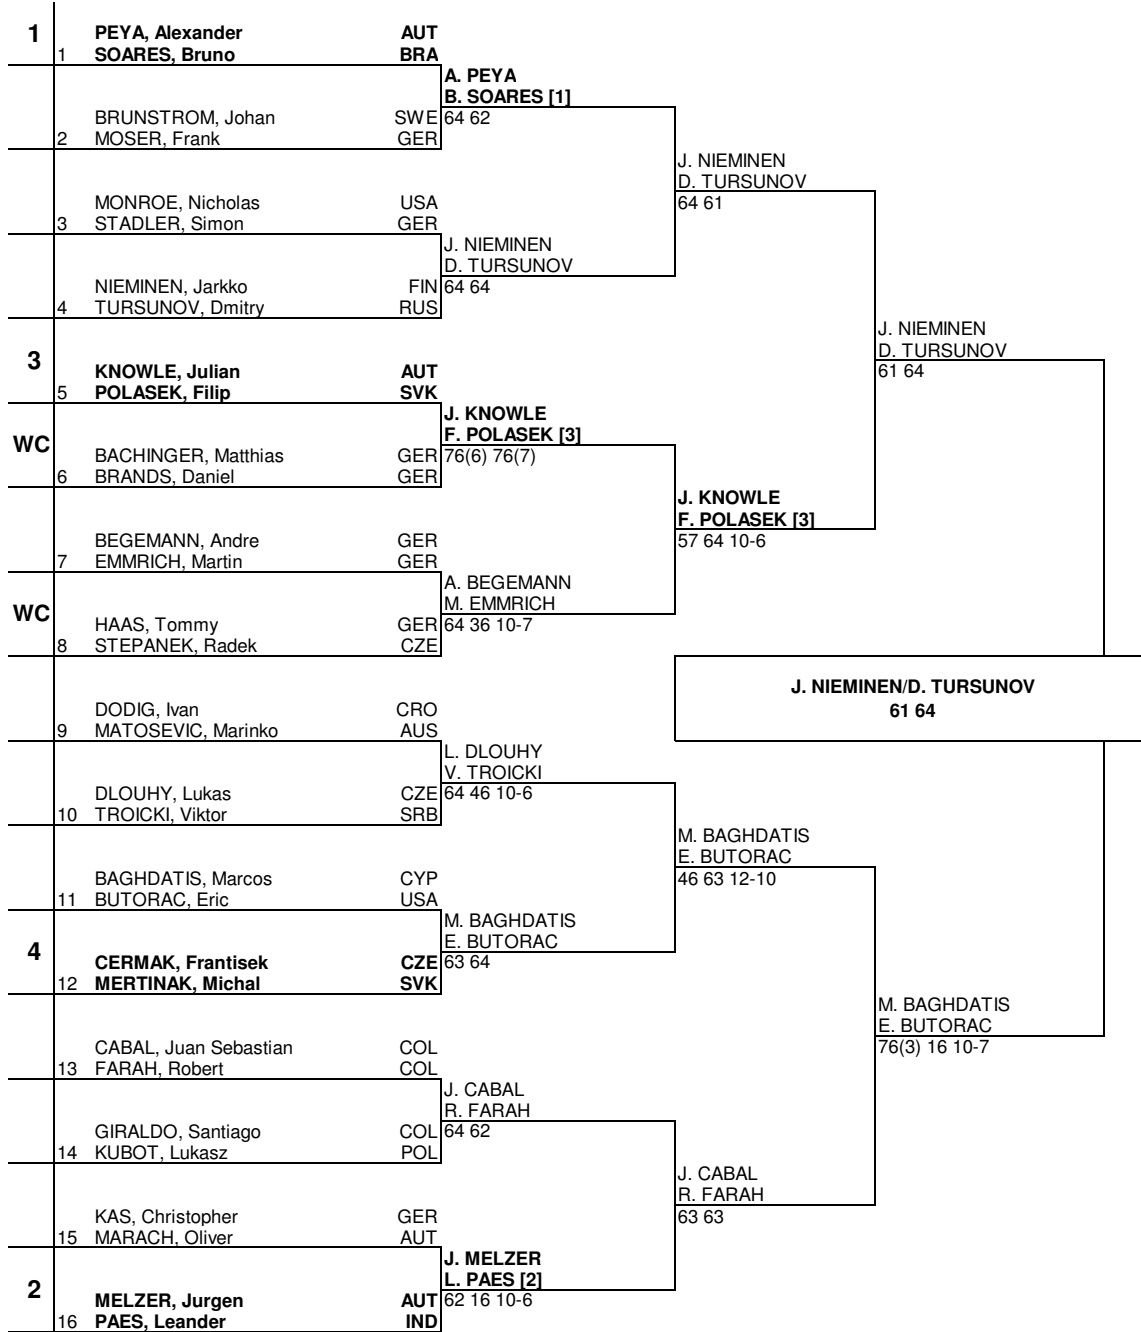 1 PEYA, Alexander AUT
1 SOARES, Bruno BRA
A. PEYA
B. SOARES [1]
BRUNSTROM, Johan SWE 64 62
2 MOSER, Frank GER
J. NIEMINEN
D. TURSUNOV
MONROE, Nicholas USA 64 61
3 STADLER, Simon GER
J. NIEMINEN
D. TURSUNOV
NIEMINEN, Jarkko FIN 64 64
4 TURSUNOV, Dmitry RUS
J. NIEMINEN
D. TURSUNOV
3 KNOWLE, Julian AUT 61 64
5 POLASEK, Filip SVK
J. KNOWLE
WC F. POLASEK [3]
BACHINGER, Matthias GER 76(6) 76(7)
6 BRANDS, Daniel GER
J. KNOWLE
F. POLASEK [3]
BEGEMANN, Andre GER 57 64 10-6
7 EMMRICH, Martin GER
A. BEGEMANN
WC M. EMMRICH
HAAS, Tommy GER 64 36 10-7
8 STEPANEK, Radek CZE
J. NIEMINEN/D. TURSUNOV
DODIG, Ivan CRO 61 64
9 MATOSEVIC, Marinko AUS
L. DLOUHY
V. TROICKI
DLOUHY, Lukas CZE 64 46 10-6
10 TROICKI, Viktor SRB
M. BAGHDATIS
E. BUTORAC
BAGHDATIS, Marcos CYP 46 63 12-10
11 BUTORAC, Eric USA
M. BAGHDATIS
E. BUTORAC
4 CERMAK, Frantisek CZE 63 64
12 MERTINAK, Michal SVK
M. BAGHDATIS
E. BUTORAC
CABAL, Juan Sebastian COL 76(3) 16 10-7
13 FARAH, Robert COL
J. CABAL
R. FARAH
GIRALDO, Santiago COL 64 62
14 KUBOT, Lukasz POL
J. CABAL
R. FARAH
KAS, Christopher GER 63 63
15 MARACH, Oliver AUT
J. MELZER
L. PAES [2]
2 MELZER, Jurgen AUT 62 16 10-6
16 PAES, Leander IND